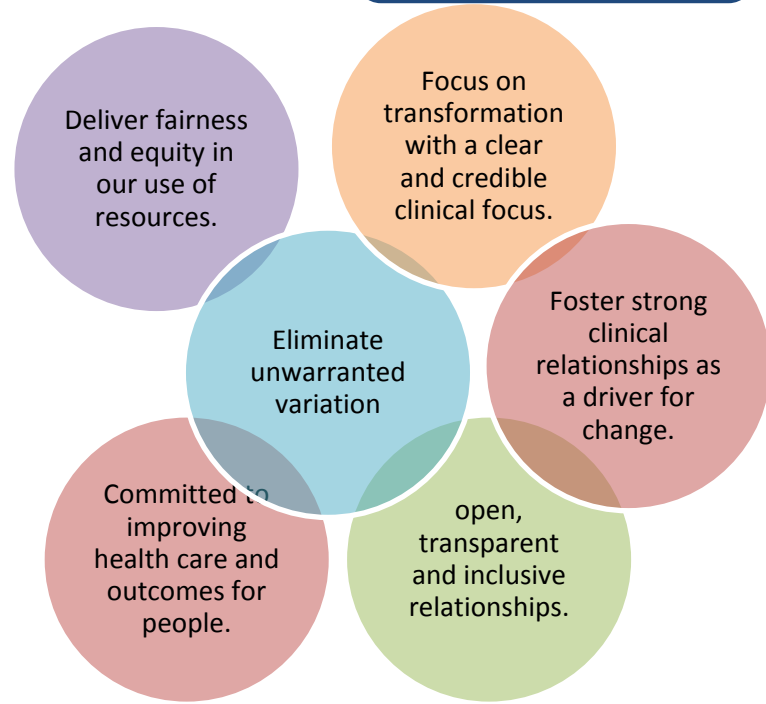 Deliver fairness
and equity in
our use of
resources.
Focus on
transformation
with a clear
and credible
clinical focus.
Eliminate
unwarranted
variation
Foster strong
clinical
relationships as
a driver for
change.
Committed to
improving
health care and
outcomes for
people.
open,
transparent
and inclusive
relationships.